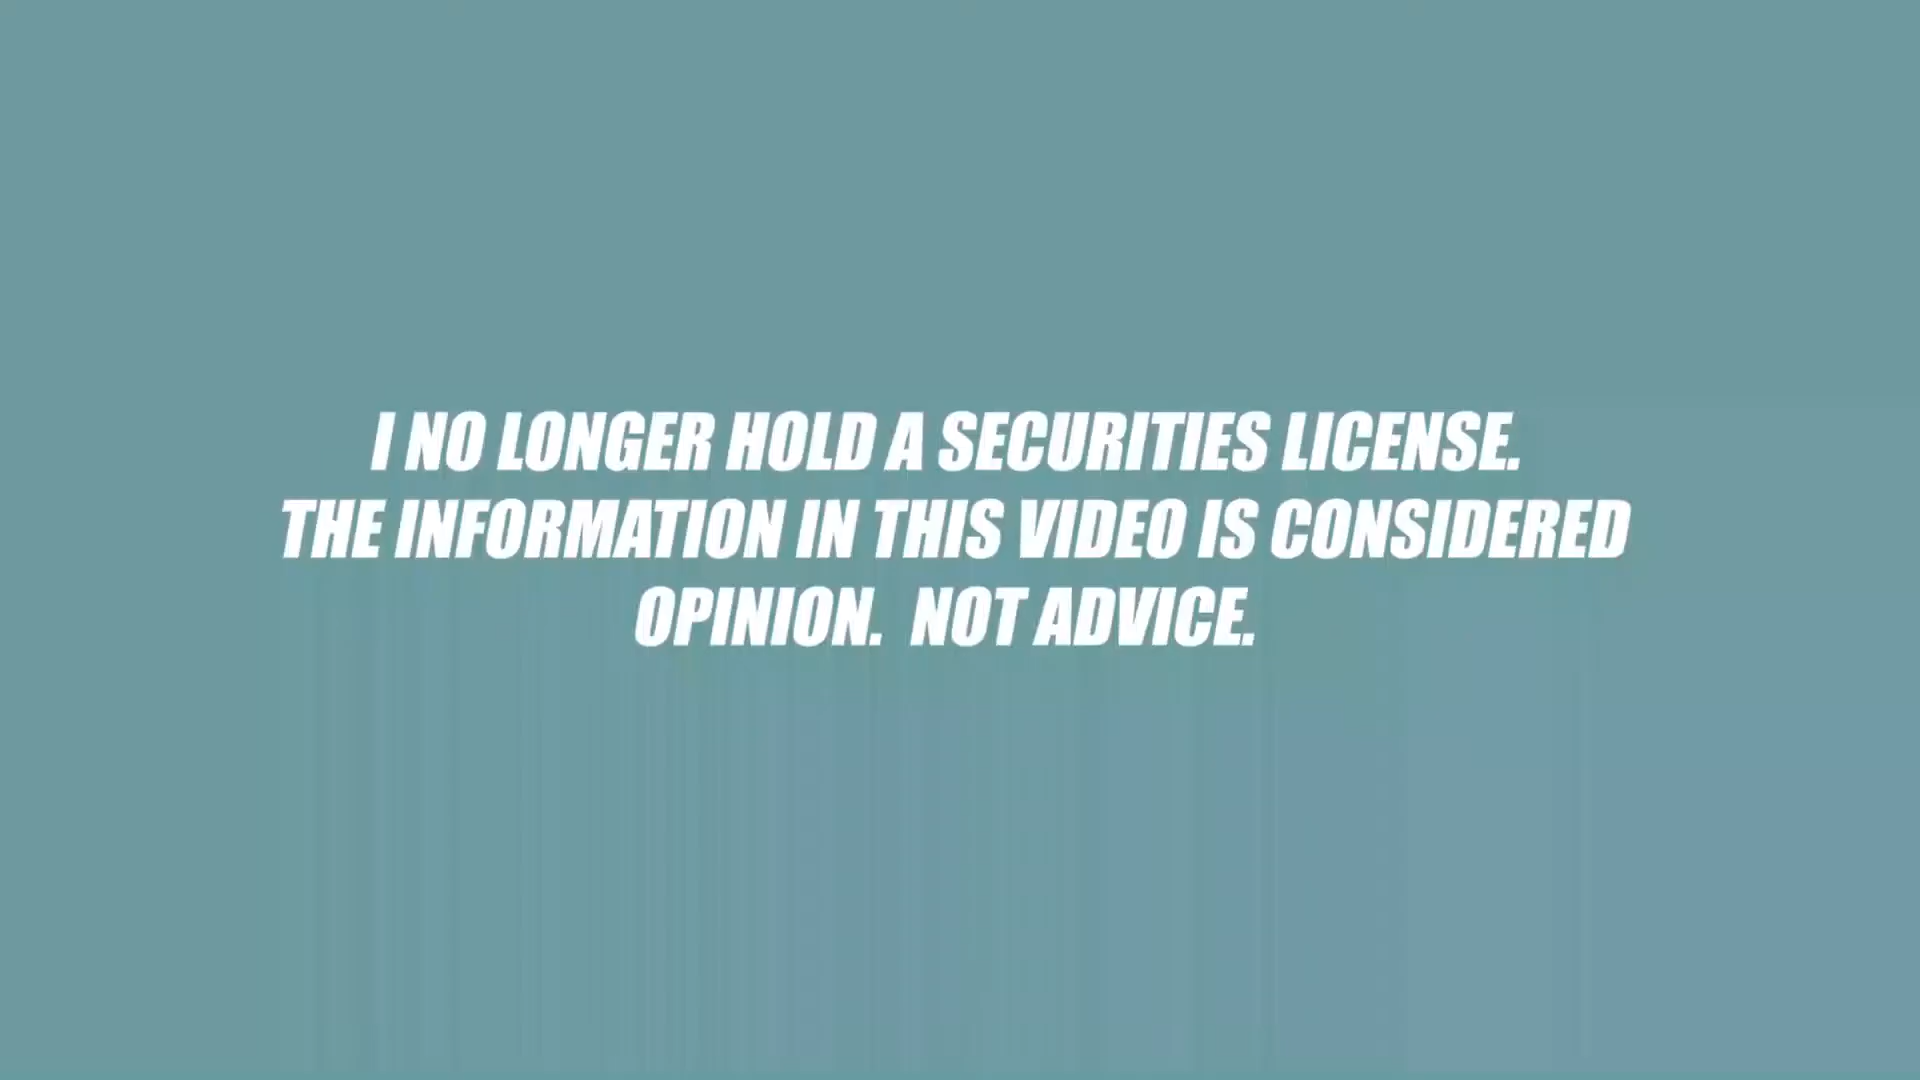 I NO LONGER HOLD A SECURITIES LICENSE.
THE INFORMATION IN THIS VIDEO IS CONSIDERED
OPINION.  NOT ADVICE.